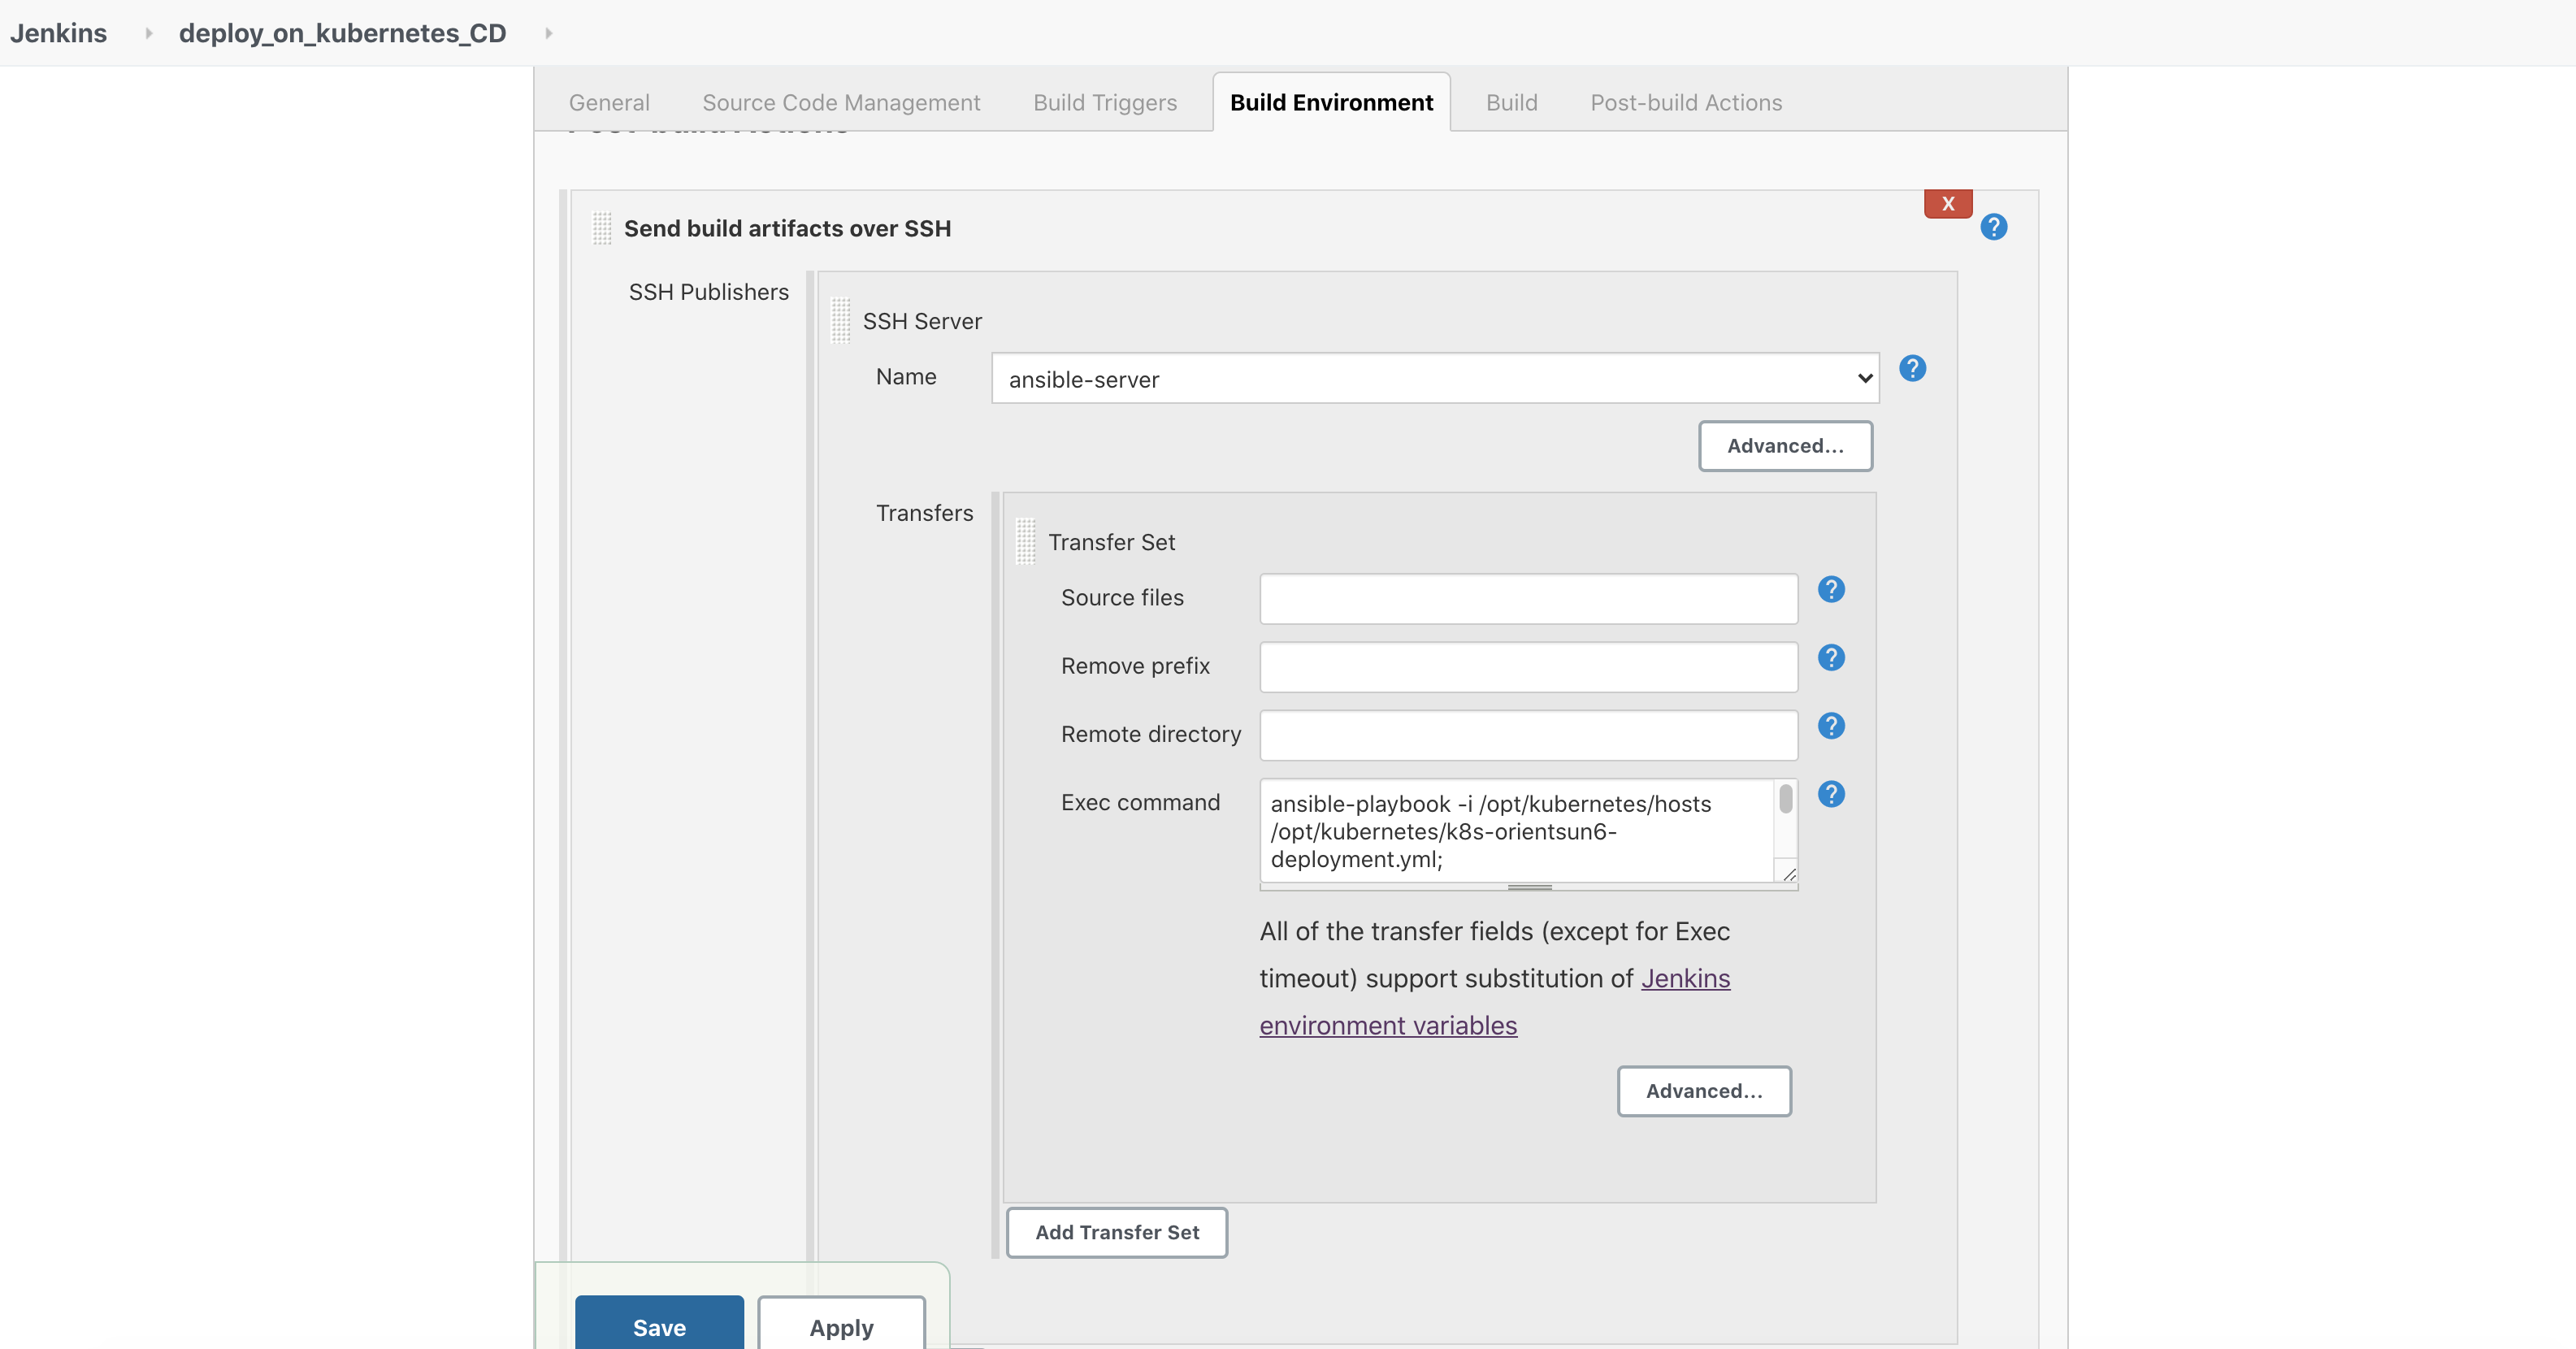 Jenkins deploy_on_kubernetes_CD
General Source Code Management Build Triggers Build Environment Build Post-build Actions
Post-build Actions
X
Send build artifacts over SSH ?
SSH Publishers
SSH Server
Name ansible-server ?
Advanced...
Transfers
Transfer Set
Source files ?
Remove prefix ?
Remote directory ?
Exec command ansible-playbook -i /opt/kubernetes/hosts ?
/opt/kubernetes/k8s-orientsun6-
deployment.yml;
All of the transfer fields (except for Exec
timeout) support substitution of Jenkins
environment variables
Advanced...
Add Transfer Set
Save Apply